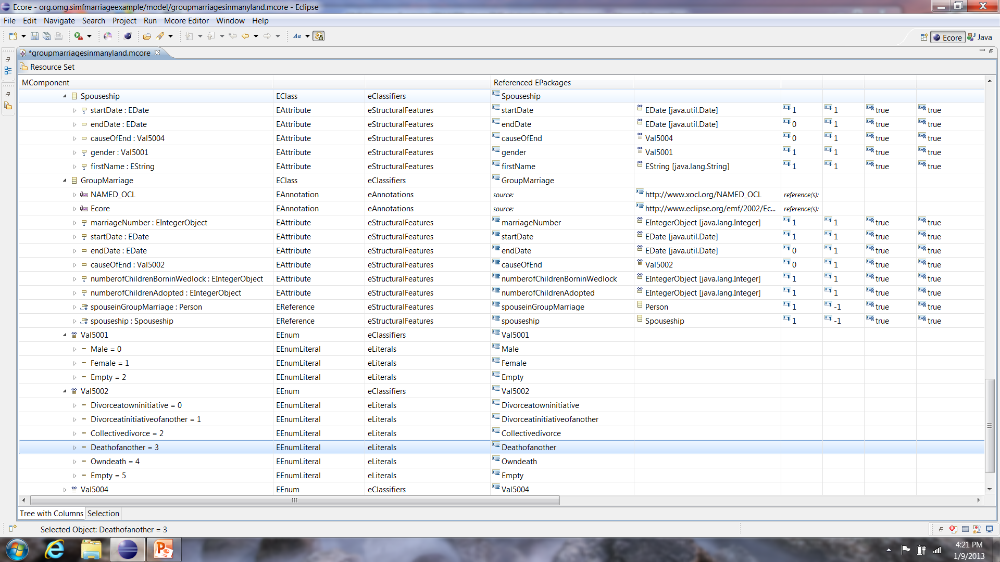 Ecore - org.omg.simfmarriageexample/model/groupmarriagesinmanyland.mcore - Eclipse
File Edit Navigate Search Project Run Mcore Editor Window Help
Aa Ecore Java
*groupmarriagesinmanyland.mcore
Resource Set
MComponent Referenced EPackages
Spouseship EClass eClassifiers Spouseship
startDate : EDate EAttribute eStructuralFeatures startDate EDate [java.util.Date] 1 1 true true
endDate : EDate EAttribute eStructuralFeatures endDate EDate [java.util.Date] 0 1 true true
causeOfEnd : Val5004 EAttribute eStructuralFeatures causeOfEnd Val5004 0 1 true true
gender : Val5001 EAttribute eStructuralFeatures gender Val5001 1 1 true true
firstName : EString EAttribute eStructuralFeatures firstName EString [java.lang.String] 1 1 true true
GroupMarriage EClass eClassifiers GroupMarriage
NAMED_OCL EAnnotation eAnnotations source: http://www.xocl.org/NAMED_OCL reference(s):
Ecore EAnnotation eAnnotations source: http://www.eclipse.org/emf/2002/Ec... reference(s):
marriageNumber : EIntegerObject EAttribute eStructuralFeatures marriageNumber EIntegerObject [java.lang.Integer] 1 1 true true
startDate : EDate EAttribute eStructuralFeatures startDate EDate [java.util.Date] 1 1 true true
endDate : EDate EAttribute eStructuralFeatures endDate EDate [java.util.Date] 0 1 true true
causeOfEnd : Val5002 EAttribute eStructuralFeatures causeOfEnd Val5002 0 1 true true
numberofChildrenBorninWedlock : EIntegerObject EAttribute eStructuralFeatures numberofChildrenBorninWedlock EIntegerObject [java.lang.Integer] 1 1 true true
numberofChildrenAdopted : EIntegerObject EAttribute eStructuralFeatures numberofChildrenAdopted EIntegerObject [java.lang.Integer] 1 1 true true
spouseinGroupMarriage : Person EReference eStructuralFeatures spouseinGroupMarriage Person 1 -1 true true
spouseship : Spouseship EReference eStructuralFeatures spouseship Spouseship 1 -1 true true
Val5001 EEnum eClassifiers Val5001
Male = 0 EEnumLiteral eLiterals Male
Female = 1 EEnumLiteral eLiterals Female
Empty = 2 EEnumLiteral eLiterals Empty
Val5002 EEnum eClassifiers Val5002
Divorceatowninitiative = 0 EEnumLiteral eLiterals Divorceatowninitiative
Divorceatinitiativeofanother = 1 EEnumLiteral eLiterals Divorceatinitiativeofanother
Collectivedivorce = 2 EEnumLiteral eLiterals Collectivedivorce
Deathofanother = 3 EEnumLiteral eLiterals Deathofanother
Owndeath = 4 EEnumLiteral eLiterals Owndeath
Empty = 5 EEnumLiteral eLiterals Empty
Val5004 EEnum eClassifiers Val5004
Tree with Columns Selection
Selected Object: Deathofanother = 3
4:21 PM
1/9/2013